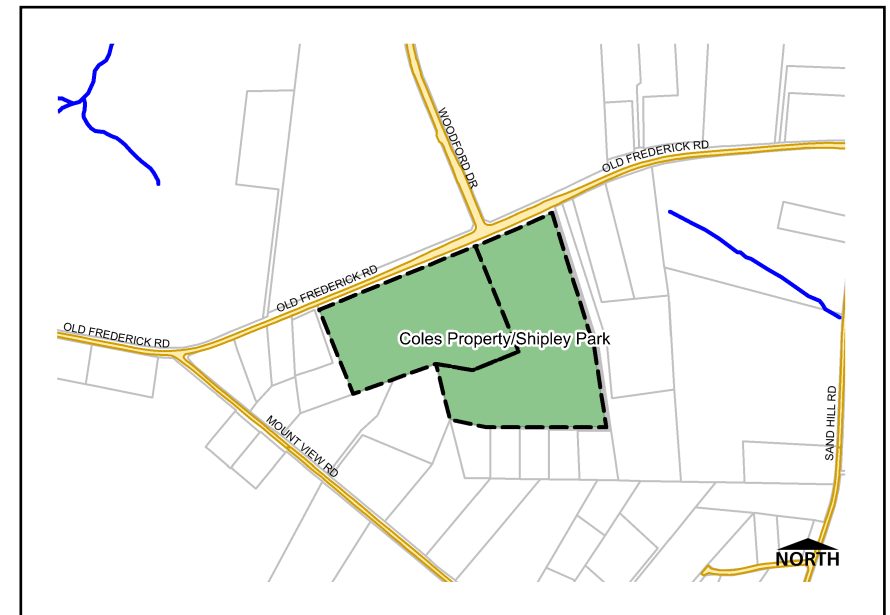 WOODFORD DR
OLD FREDERICK RD
OLD FREDERICK RD
OLD FREDERICK RD
Coles Property/Shipley Park
MOUNT VIEW RD
SAND HILL RD
NORTH